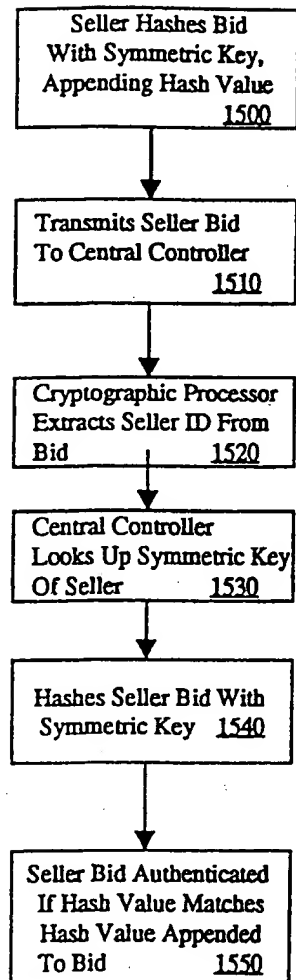 Seller Hashes Bid
With Symmetric Key,
Appending Hash Value
1500
Transmits Seller Bid
To Central Controller
1510
Cryptographic Processor
Extracts Seller ID From
Bid 1520
Central Controller
Looks Up Symmetric Key
Of Seller 1530
Hashes Seller Bid With
Symmetric Key 1540
Seller Bid Authenticated
If Hash Value Matches
Hash Value Appended
To Bid 1550